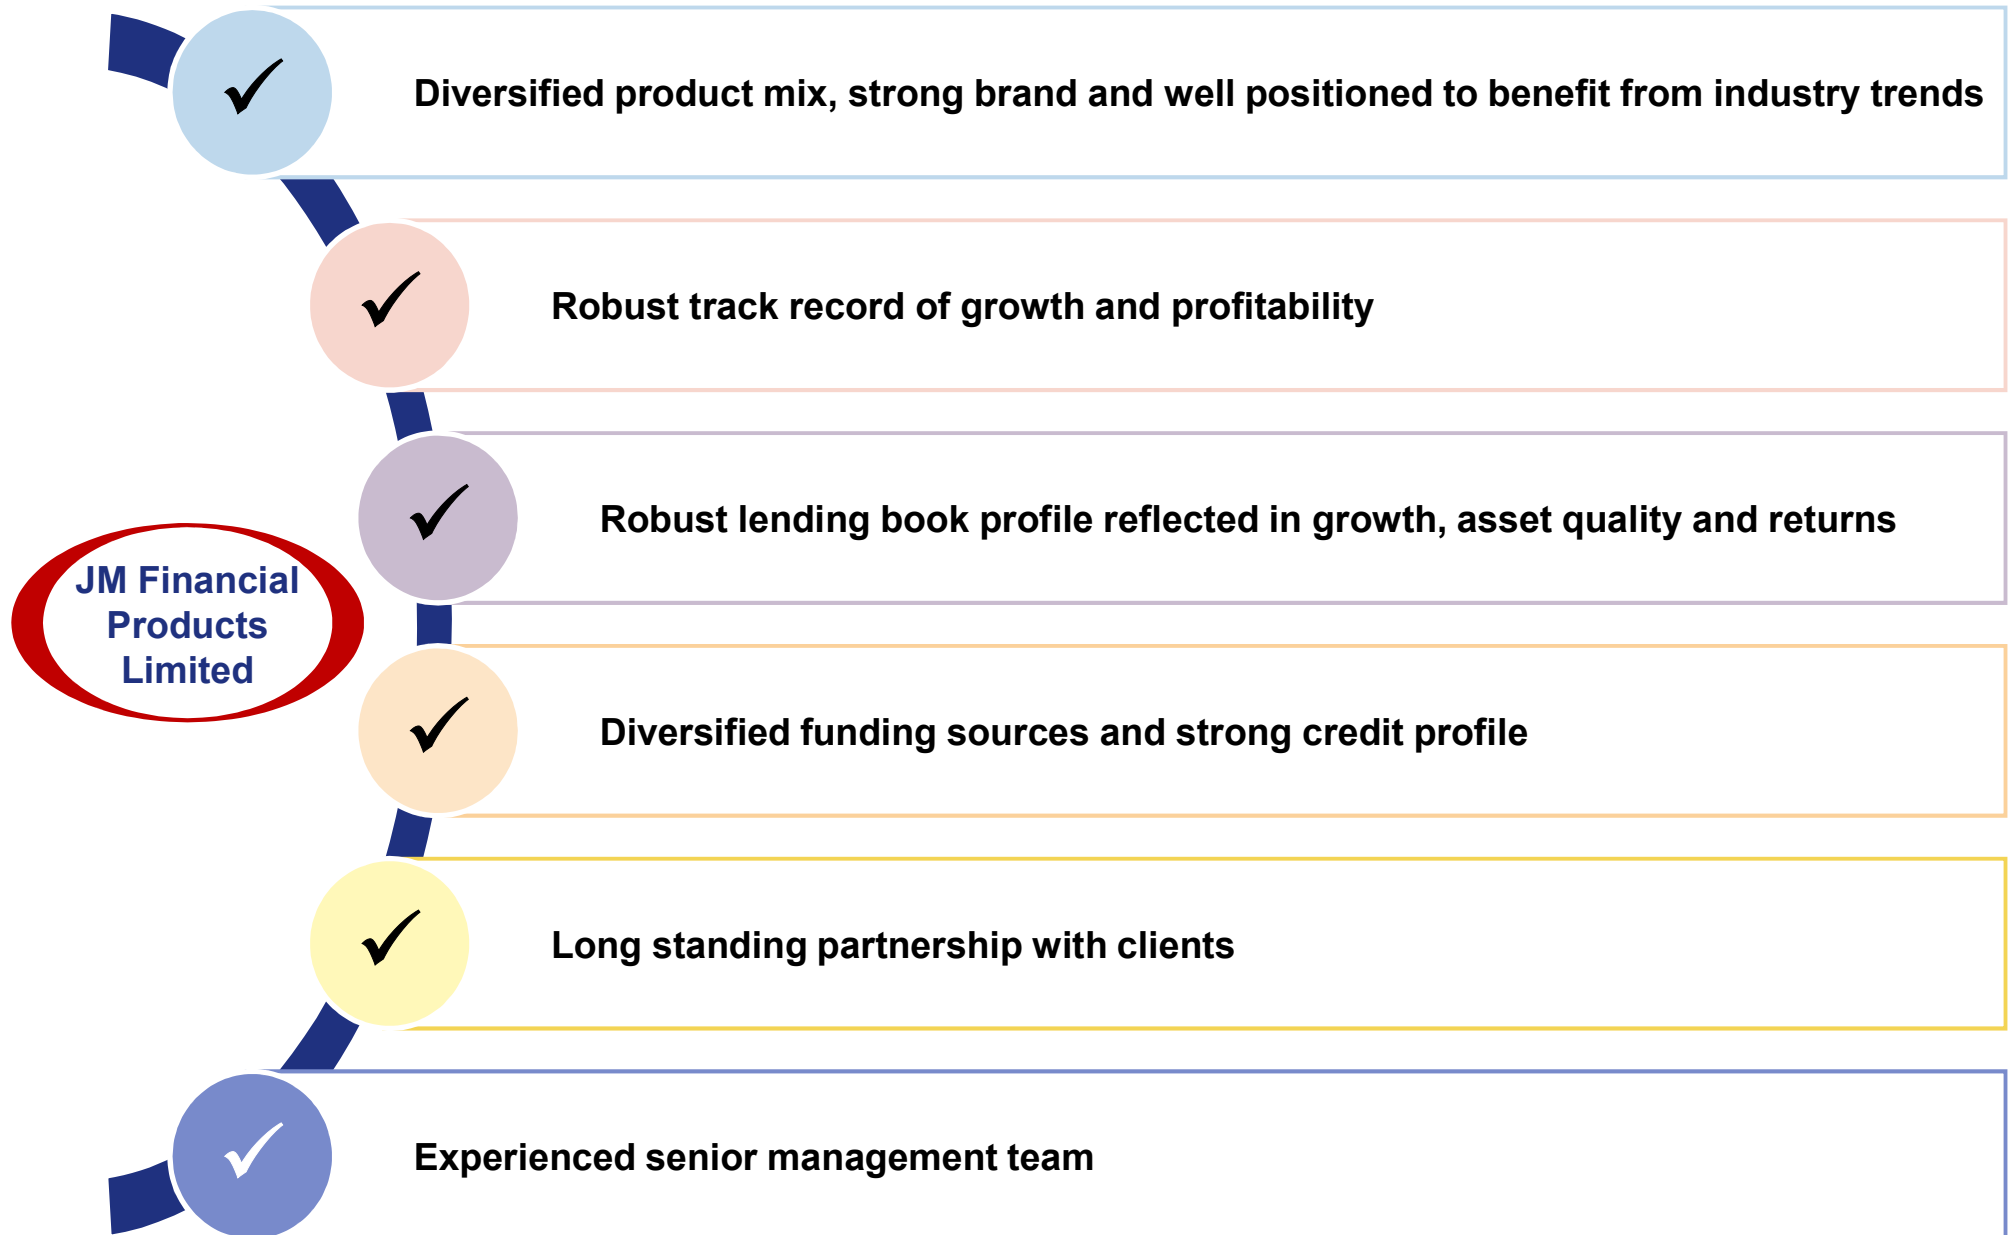 Diversified product mix, strong brand and well positioned to benefit from industry trends
Robust track record of growth and profitability
Robust lending book profile reflected in growth, asset quality and returns
JM Financial
Products
Limited
Diversified funding sources and strong credit profile
Long standing partnership with clients
Experienced senior management team